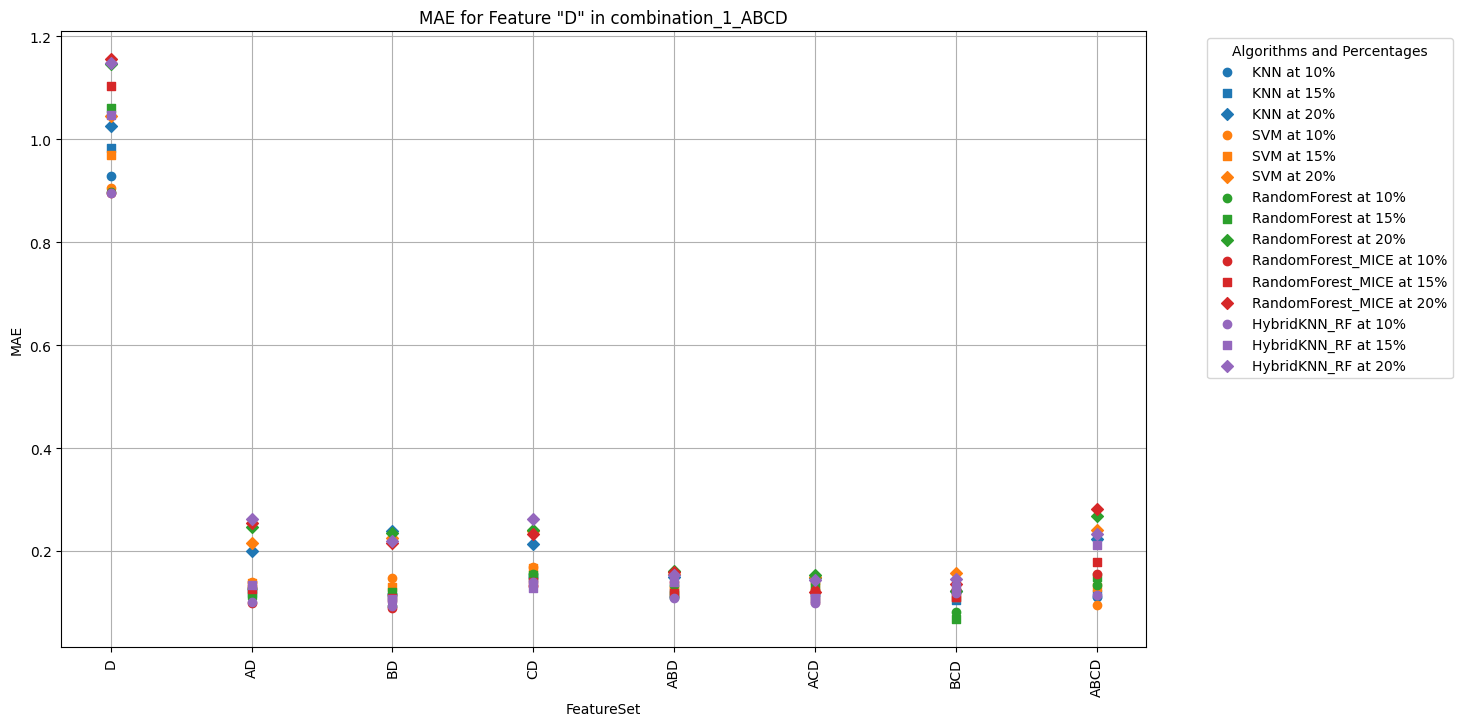 MAE for Feature "D" in combination_1_ABCD
MAE
1.2
1.0
0.8
0.6
0.4
0.2
D
AD
BD
CD
ABD
ACD
BCD
ABCD
FeatureSet
Algorithms and Percentages
KNN at 10%
KNN at 15%
KNN at 20%
SVM at 10%
SVM at 15%
SVM at 20%
RandomForest at 10%
RandomForest at 15%
RandomForest at 20%
RandomForest_MICE at 10%
RandomForest_MICE at 15%
RandomForest_MICE at 20%
HybridKNN_RF at 10%
HybridKNN_RF at 15%
HybridKNN_RF at 20%